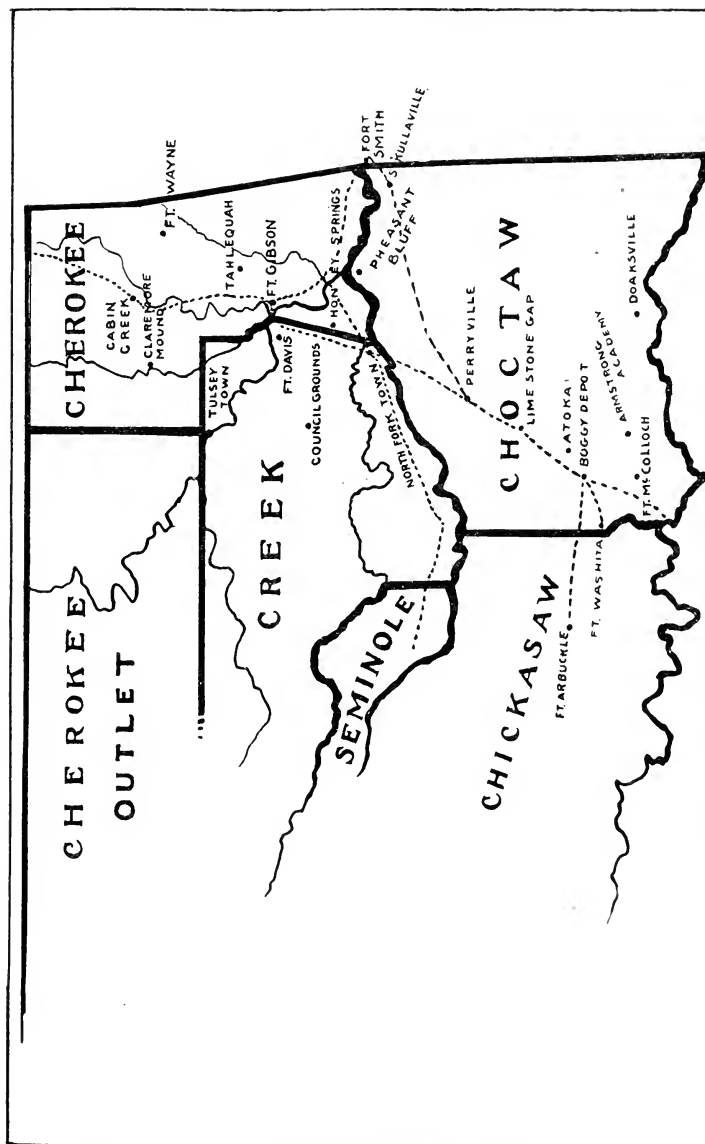 CHEROKEE
OUTLET
CHEROKEE
CABIN
CREEK
CLAREMORE
MOUND
FT. WAYNE
TAHLEQUAH
FT. GIBSON
TULSEY
TOWN
FT. DAVIS
COUNCIL GROUNDS
HONEY SPRINGS
NORTH FORK TOWN
CREEK
SEMINOLE
FORT
SMITH
SKULLAVILLE
PHEASANT
BLUFF
CHOCTAW
PERRYVILLE
LIME STONE GAP
ATOKA
BOGGY DEPOT
ARMSTRONG
ACADEMY
DOAKSVILLE
FT. McCOLLOCH
CHICKASAW
FT. ARBUCKLE
FT. WASHITA